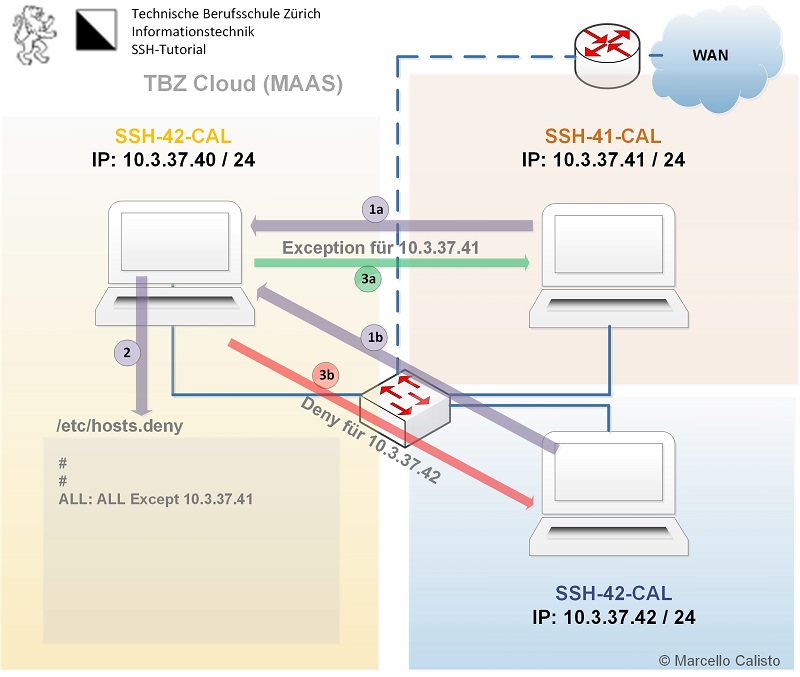 Technische Berufsschule Zürich
Informationstechnik
SSH-Tutorial
TBZ Cloud (MAAS)
WAN
SSH-42-CAL
IP: 10.3.37.40 / 24
SSH-41-CAL
IP: 10.3.37.41 / 24
1a
Exception für 10.3.37.41
3a
1b
2
3b
Deny für 10.3.37.42
/etc/hosts.deny
#
#
ALL: ALL Except 10.3.37.41
SSH-42-CAL
IP: 10.3.37.42 / 24
© Marcello Calisto